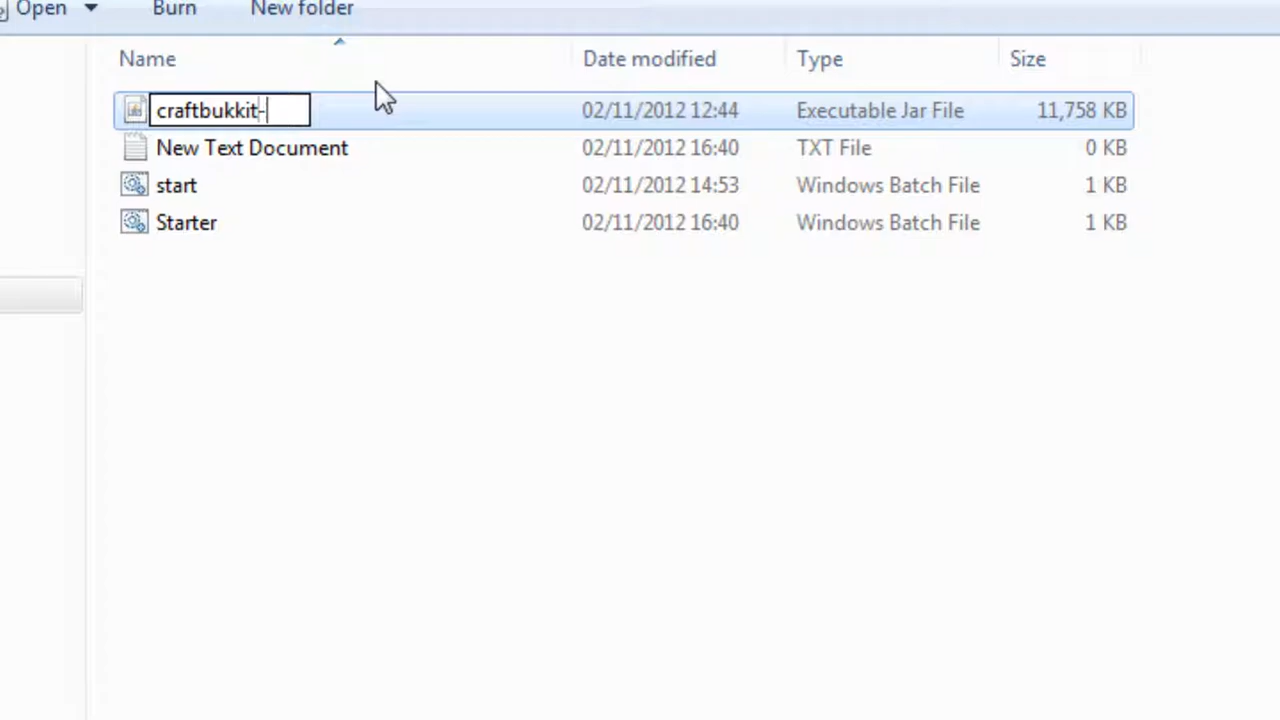 Open Burn New folder
Name Date modified Type Size
craftbukkit- 02/11/2012 12:44 Executable Jar File 11,758 KB
New Text Document 02/11/2012 16:40 TXT File 0 KB
start 02/11/2012 14:53 Windows Batch File 1 KB
Starter 02/11/2012 16:40 Windows Batch File 1 KB